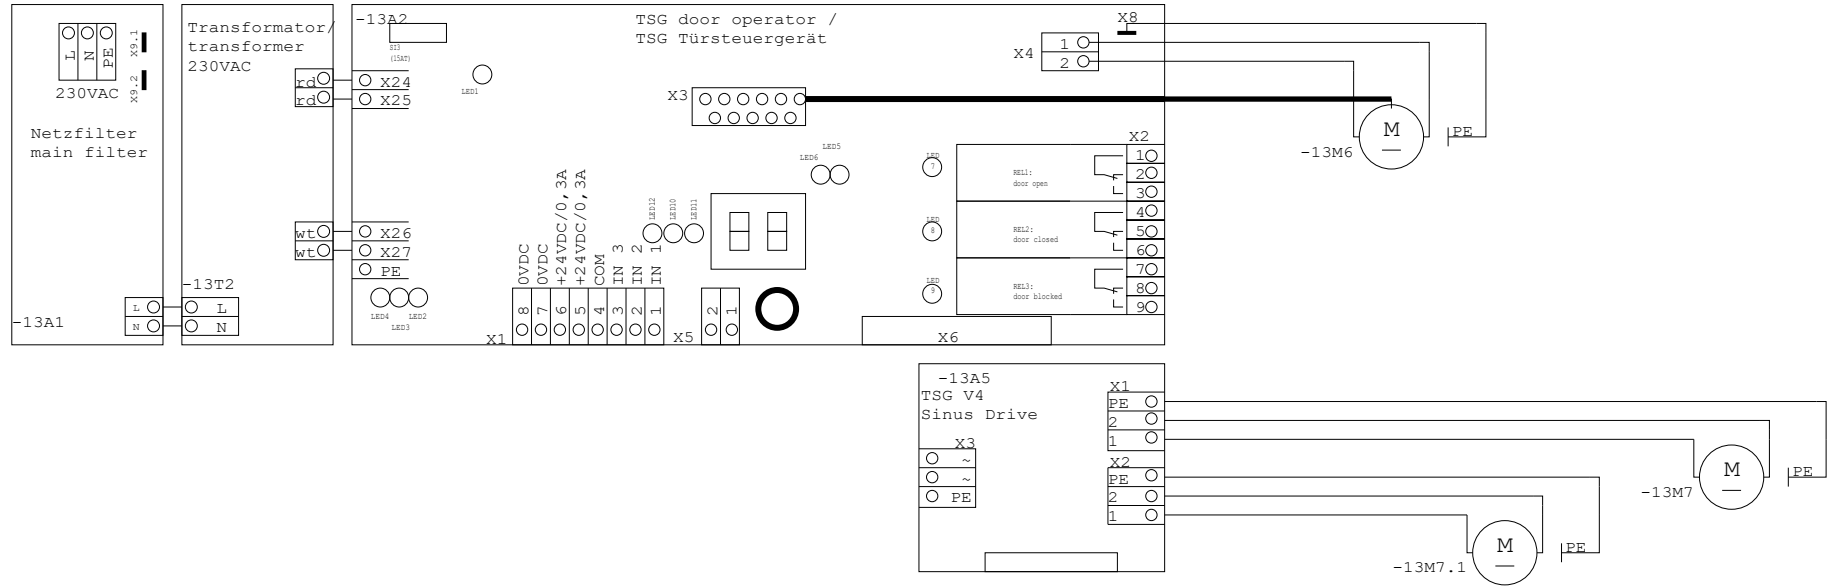 L
N
PE
X9.1
X9.2
230VAC
Netzfilter
main filter
L
N
-13A1
Transformator/
transformer
230VAC
rd
rd
wt
wt
-13T2
L
N
-13A2
SI3
(15AT)
TSG door operator /
TSG Türsteuergerät
X24
X25
LED1
X3
X26
X27
PE
LED4
LED2
LED3
LED6
LED5
LED12
LED10
LED11
0VDC
0VDC
+24VDC/0,3A
+24VDC/0,3A
COM
IN 3
IN 2
IN 1
X1
8
7
6
5
4
3
2
1
X5
2
1
LED
7
LED
8
LED
9
REL1:
door open
REL2:
door closed
REL3:
door blocked
X2
1
2
3
4
5
6
7
8
9
X6
X8
X4
1
2
M
-13M6
PE
-13A5
TSG V4
Sinus Drive
X3
~
~
PE
X1
PE
2
1
X2
PE
2
1
M
-13M7
PE
M
-13M7.1
PE